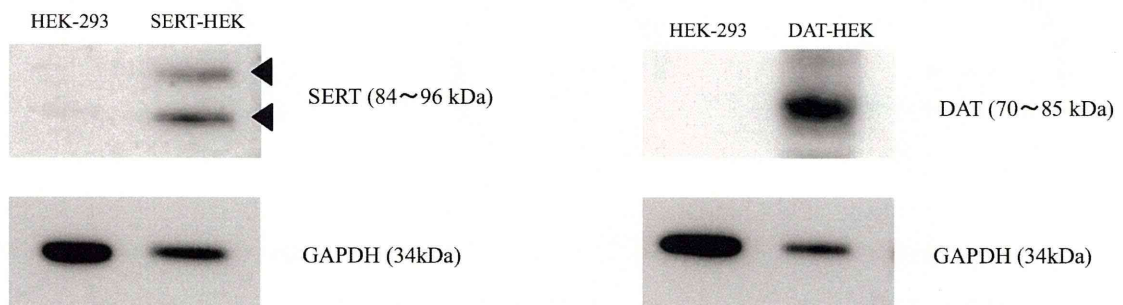 HEK-293 SERT-HEK
SERT (84～96 kDa)
GAPDH (34kDa)
HEK-293 DAT-HEK
DAT (70～85 kDa)
GAPDH (34kDa)